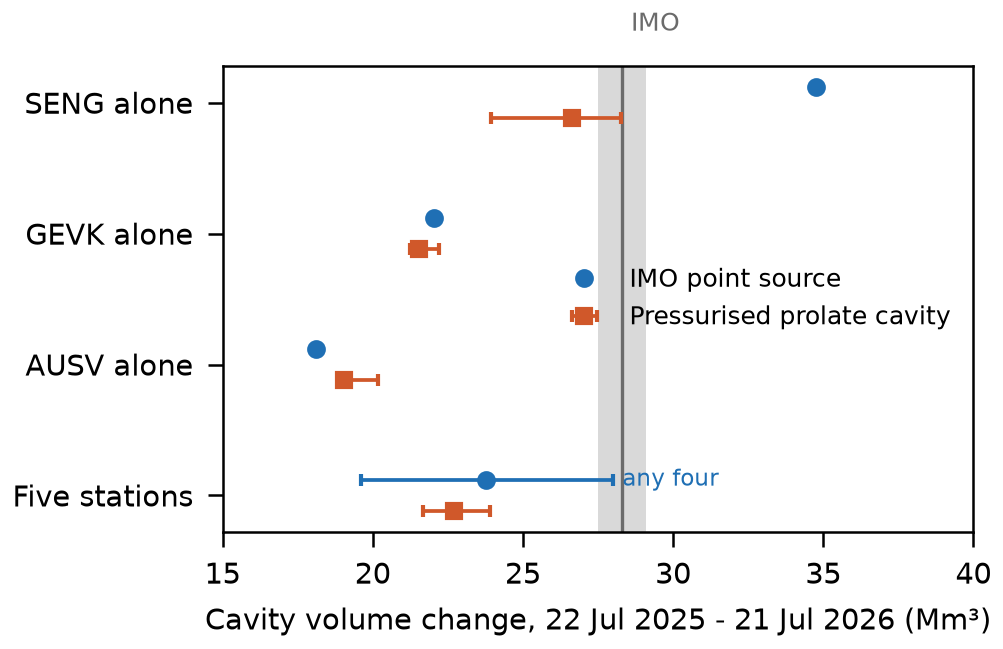 IMO
SENG alone
GEVK alone
IMO point source
Pressurised prolate cavity
AUSV alone
any four
Five stations
15 20 25 30 35 40
Cavity volume change, 22 Jul 2025 - 21 Jul 2026 (Mm³)